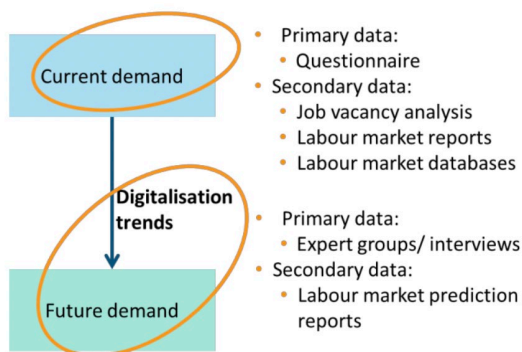 Current demand
Digitalisation
trends
Future demand
• Primary data:
• Questionnaire
• Secondary data:
• Job vacancy analysis
• Labour market reports
• Labour market databases
• Primary data:
• Expert groups/ interviews
• Secondary data:
• Labour market prediction
reports